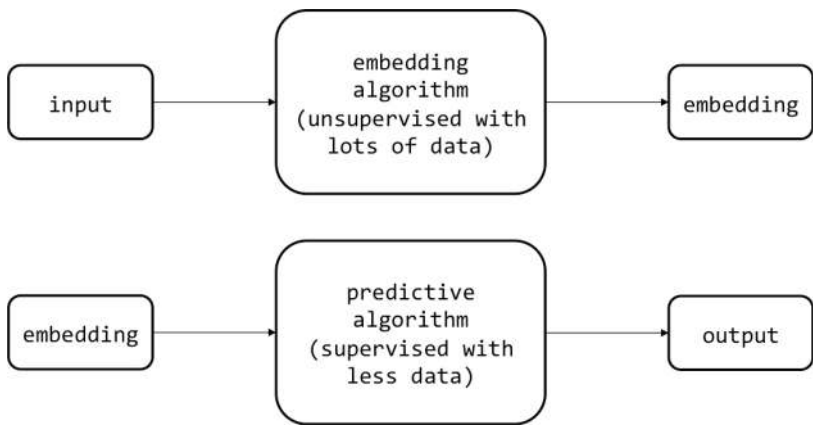 input
embedding
algorithm
(unsupervised with
lots of data)
embedding
embedding
predictive
algorithm
(supervised with
less data)
output